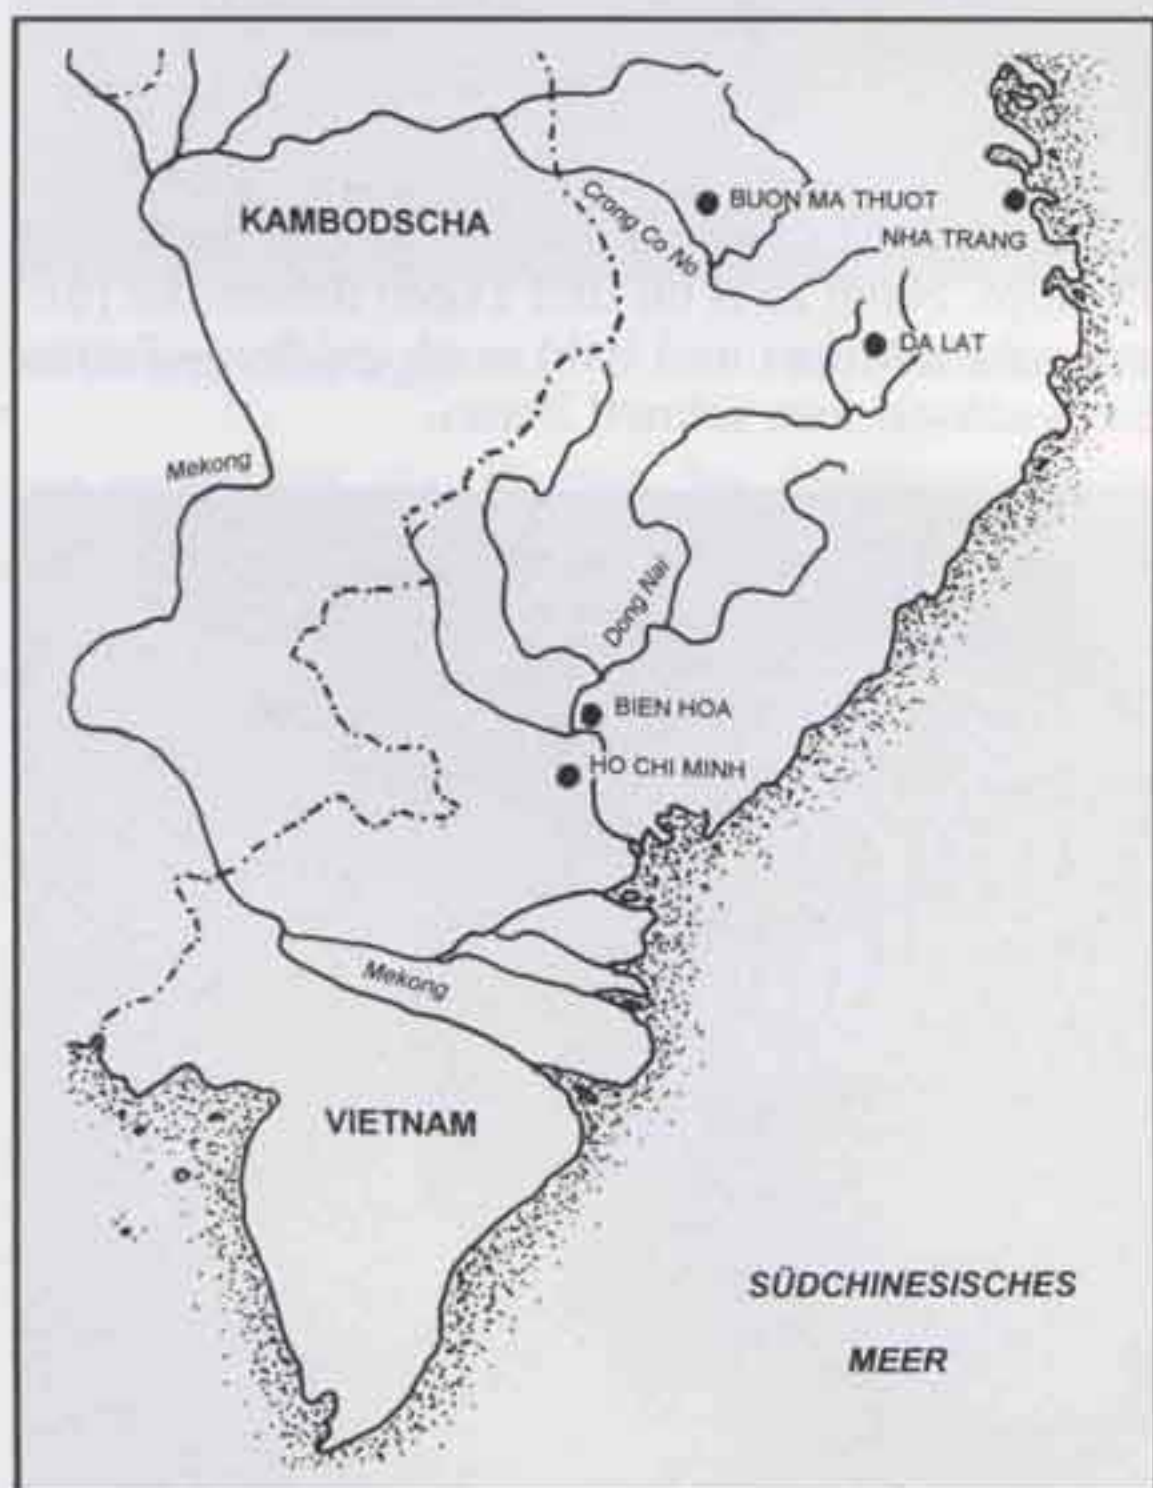 KAMBODSCHA
Crong Co No
BUON MA THUOT
NHA TRANG
DA LAT
Mekong
Dong Nai
BIEN HOA
HO CHI MINH
Mekong
VIETNAM
SÜDCHINESISCHES
MEER